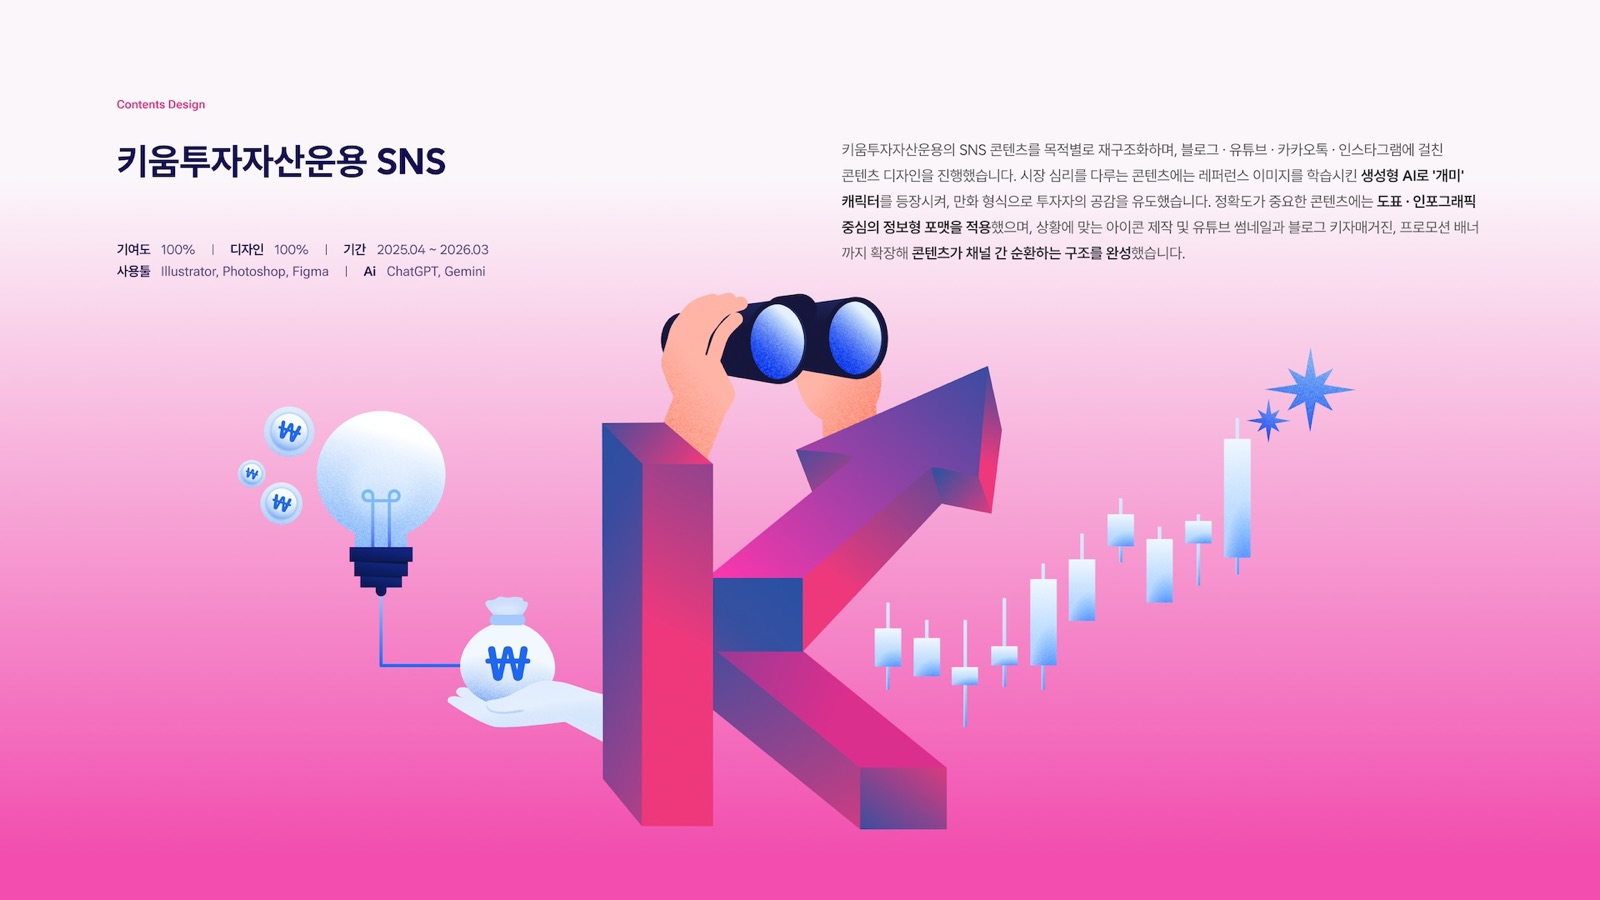 Contents Design
키움투자자산운용 SNS
기여도 100% | 디자인 100% | 기간 2025.04 ~ 2026.03
사용툴 Illustrator, Photoshop, Figma | Ai ChatGPT, Gemini
키움투자자산운용의 SNS 콘텐츠를 목적별로 재구조화하며, 블로그 · 유튜브 · 카카오톡 · 인스타그램에 걸친
콘텐츠 디자인을 진행했습니다. 시장 심리를 다루는 콘텐츠에는 레퍼런스 이미지를 학습시킨 생성형 AI로 '개미'
캐릭터를 등장시켜, 만화 형식으로 투자자의 공감을 유도했습니다. 정확도가 중요한 콘텐츠에는 도표 · 인포그래픽
중심의 정보형 포맷을 적용했으며, 상황에 맞는 아이콘 제작 및 유튜브 썸네일과 블로그 키자매거진, 프로모션 배너
까지 확장해 콘텐츠가 채널 간 순환하는 구조를 완성했습니다.
₩
₩
₩
₩